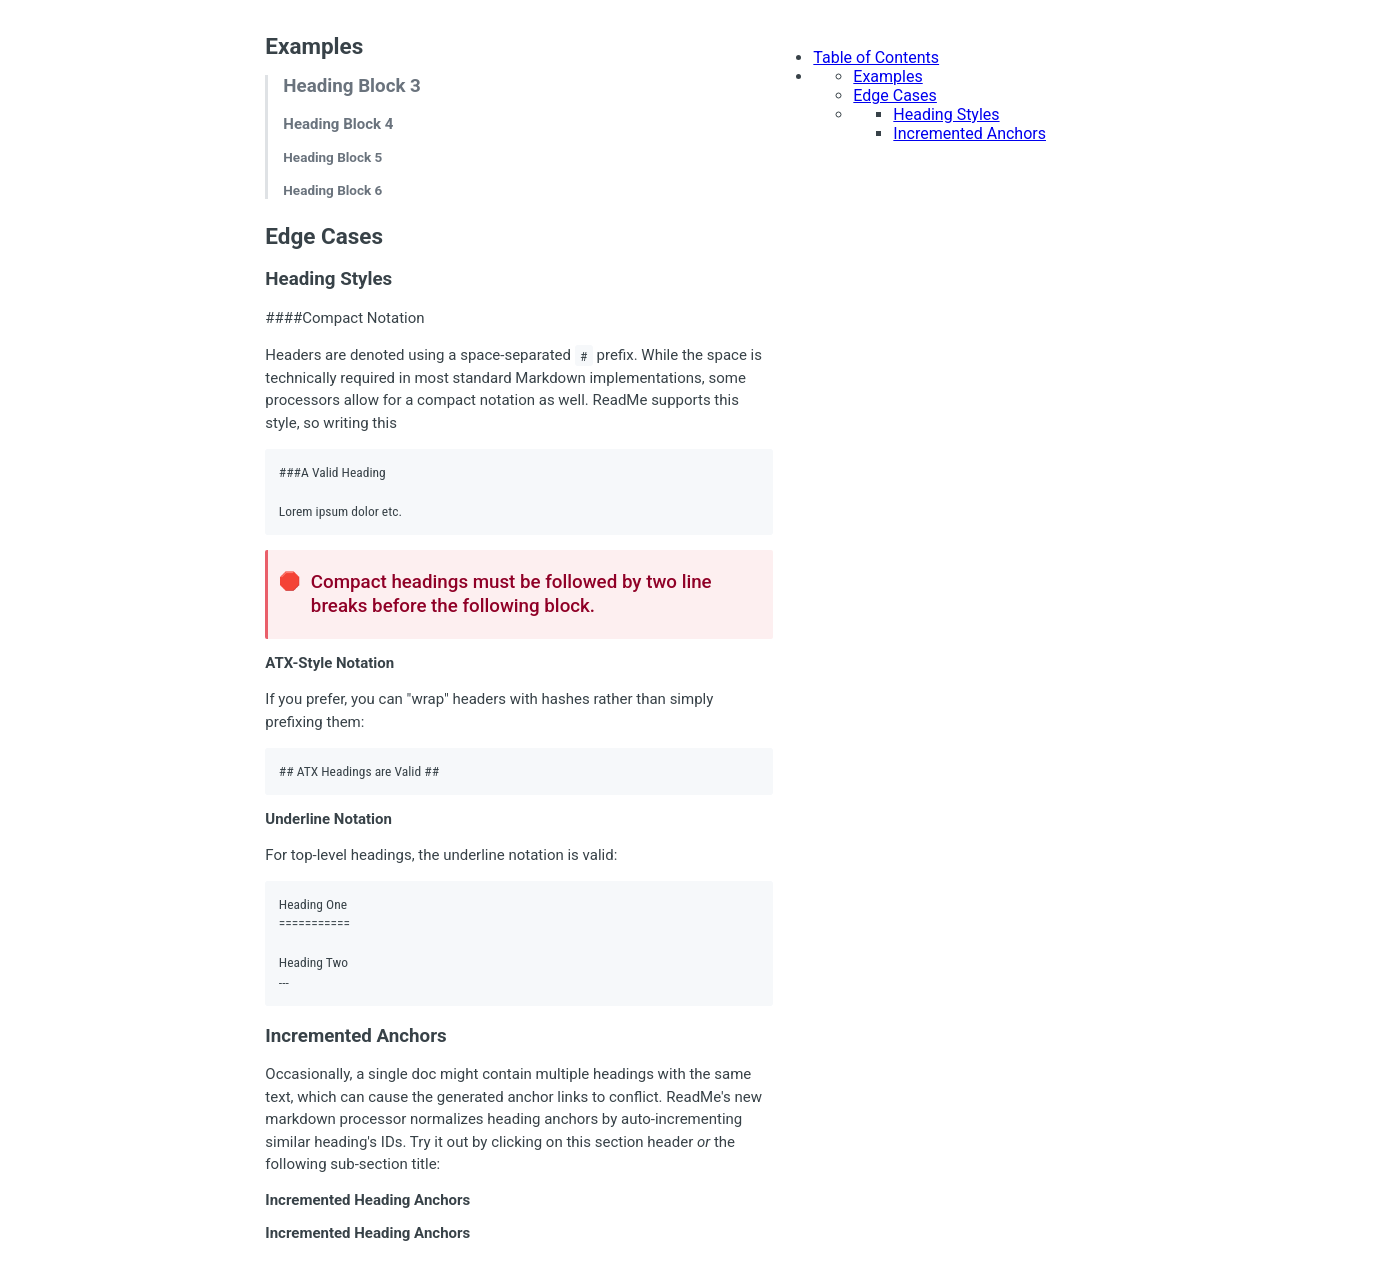 Examples
Heading Block 3
Heading Block 4
Heading Block 5
Heading Block 6
Edge Cases
Heading Styles
####Compact Notation
Headers are denoted using a space-separated # prefix. While the space is
technically required in most standard Markdown implementations, some
processors allow for a compact notation as well. ReadMe supports this
style, so writing this
###A Valid Heading
Lorem ipsum dolor etc.
Compact headings must be followed by two line
breaks before the following block.
ATX-Style Notation
If you prefer, you can "wrap" headers with hashes rather than simply
prefixing them:
## ATX Headings are Valid ##
Underline Notation
For top-level headings, the underline notation is valid:
Heading One
===========
Heading Two
---
Incremented Anchors
Occasionally, a single doc might contain multiple headings with the same
text, which can cause the generated anchor links to conflict. ReadMe's new
markdown processor normalizes heading anchors by auto-incrementing
similar heading's IDs. Try it out by clicking on this section header or the
following sub-section title:
Incremented Heading Anchors
Incremented Heading Anchors
Table of Contents
Examples
Edge Cases
Heading Styles
Incremented Anchors